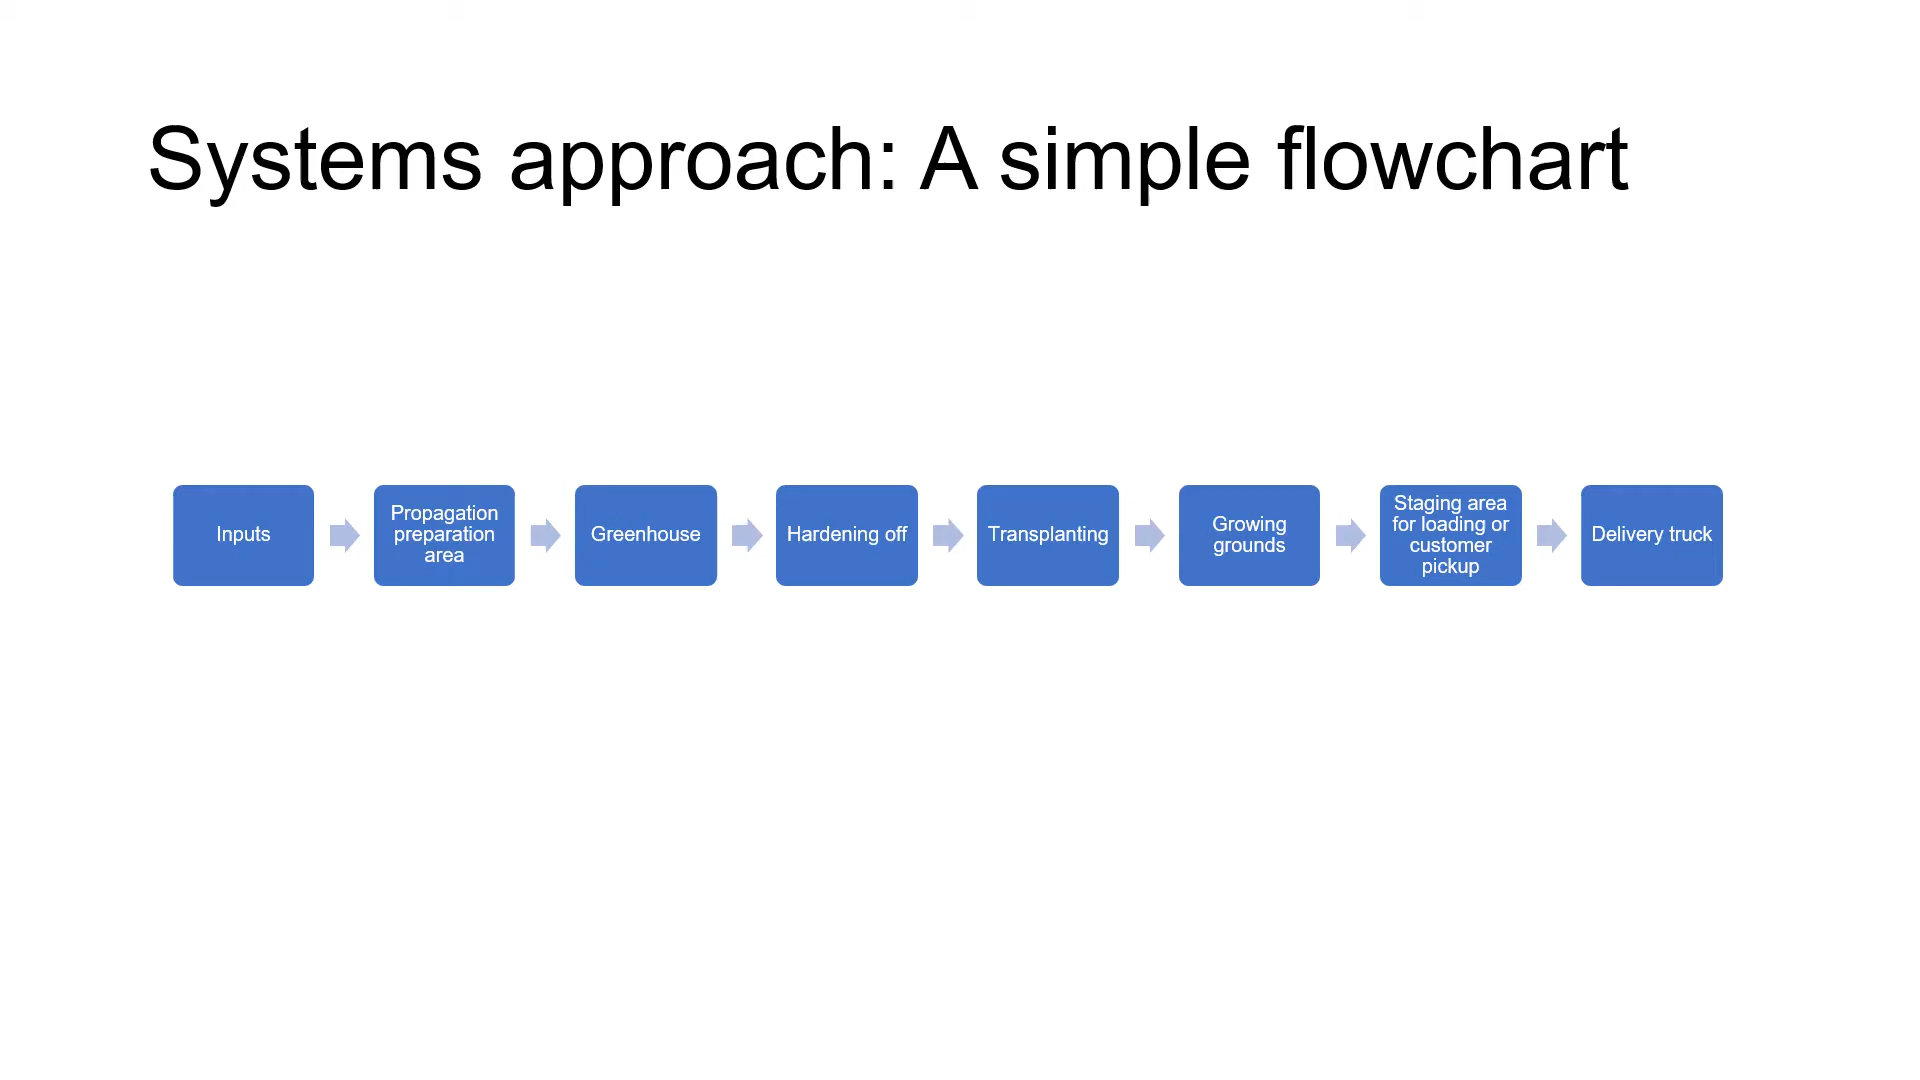 Systems approach: A simple flowchart
Inputs
Propagation
preparation
area
Greenhouse
Hardening off
Transplanting
Growing
grounds
Staging area
for loading or
customer
pickup
Delivery truck